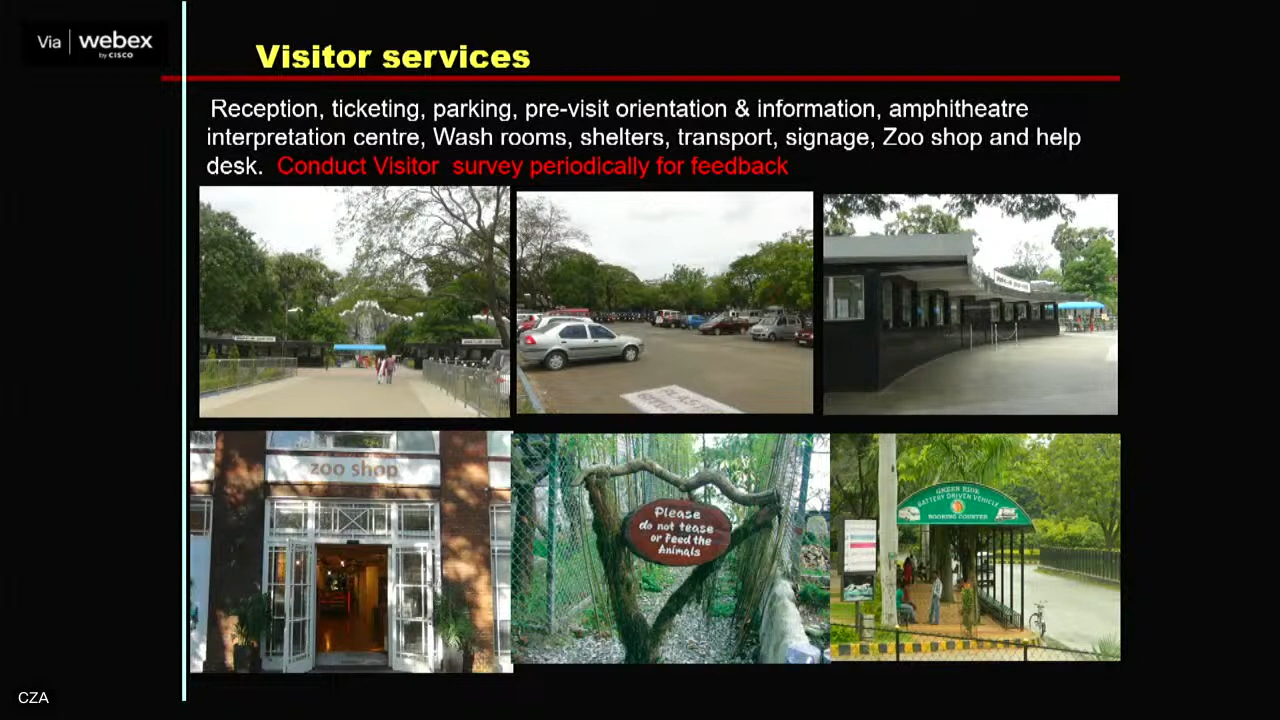 Via webex
by CISCO
Visitor services
Reception, ticketing, parking, pre-visit orientation & information, amphitheatre
interpretation centre, Wash rooms, shelters, transport, signage, Zoo shop and help
desk. Conduct Visitor survey periodically for feedback
zoo shop
Please
do not tease
or Feed the
Animals
GREEN RIDE
BATTERY DRIVEN VEHICLE
BOOKING COUNTER
CZA